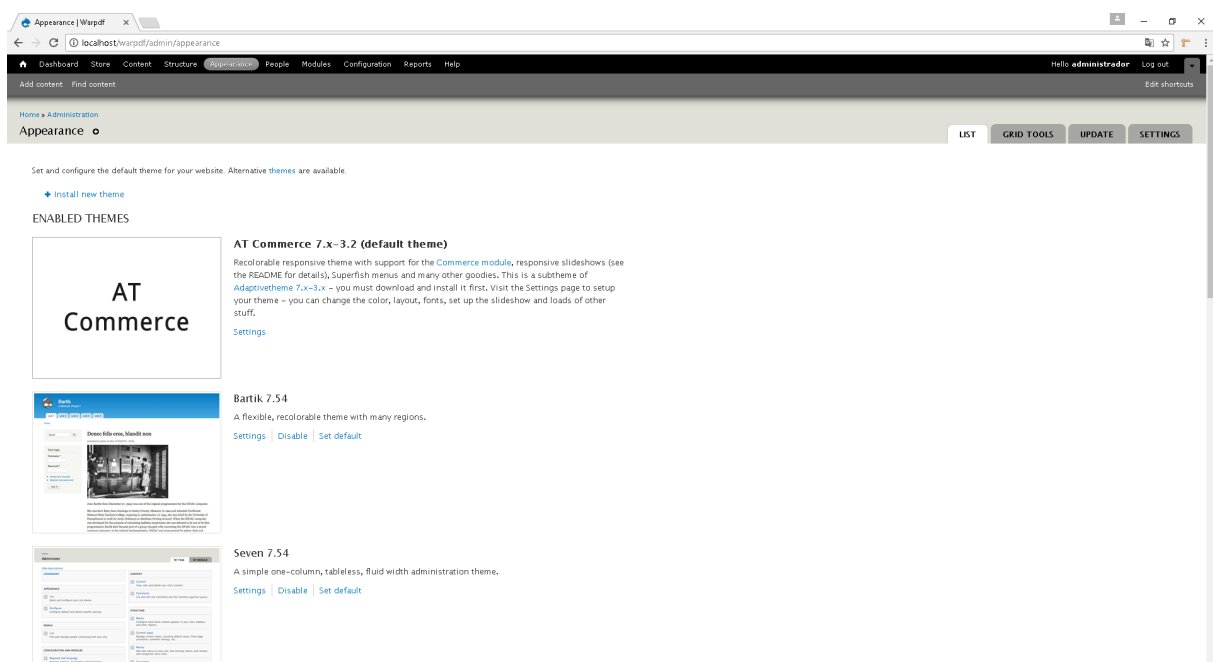 Appearance | Warpdf
localhost/warpdf/admin/appearance
Dashboard Store Content Structure Appearance People Modules Configuration Reports Help Hello administrador Log out
Add content Find content Edit shortcuts
Home » Administration
Appearance
LIST GRID TOOLS UPDATE SETTINGS
Set and configure the default theme for your website. Alternative themes are available.
+ Install new theme
ENABLED THEMES
AT
Commerce
AT Commerce 7.x-3.2 (default theme)
Recolorable responsive theme with support for the Commerce module, responsive slideshows (see
the README for details), Superfish menus and many other goodies. This is a subtheme of
Adaptivetheme 7.x-3.x – you must download and install it first. Visit the Settings page to setup
your theme – you can change the color, layout, fonts, set up the slideshow and loads of other
stuff.
Settings
Bartik
Donec felis eros, blandit non
Bartik 7.54
A flexible, recolorable theme with many regions.
Settings Disable Set default
Seven 7.54
A simple one-column, tableless, fluid width administration theme.
Settings Disable Set default